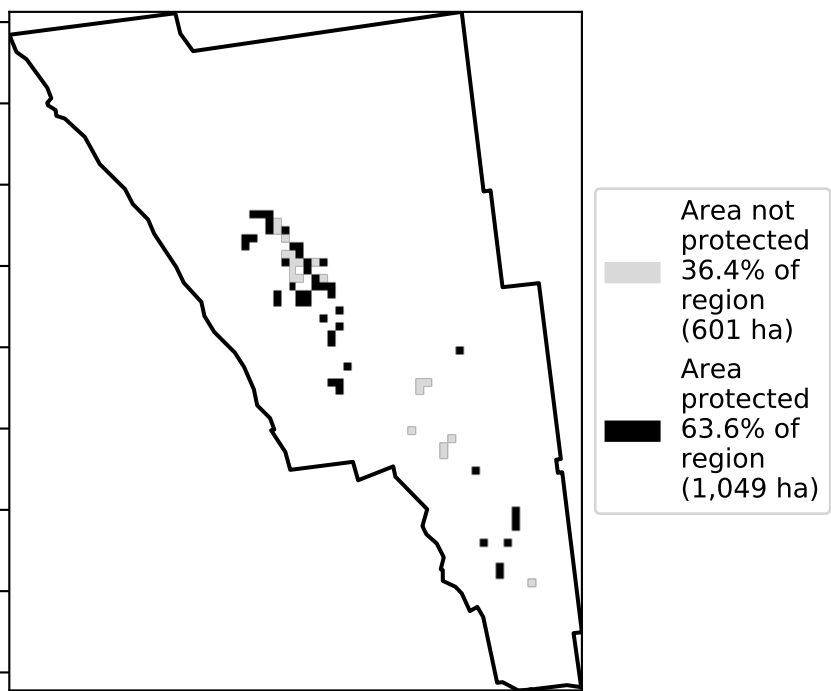 Area not
protected
36.4% of
region
(601 ha)
Area
protected
63.6% of
region
(1,049 ha)